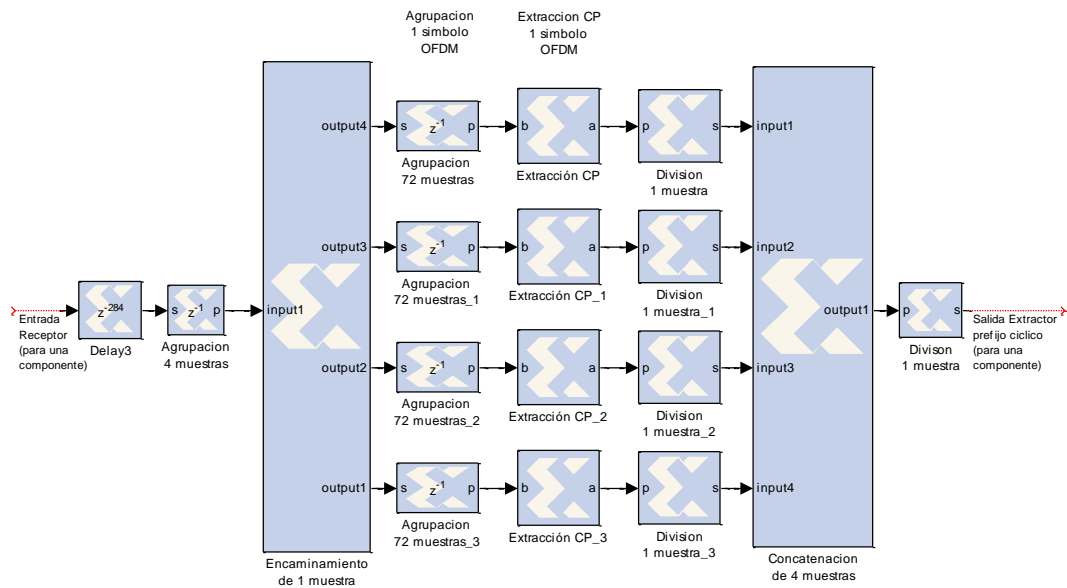 Agrupacion
1 simbolo
OFDM
Extraccion CP
1 simbolo
OFDM
output4
s
z-1
p
Agrupacion
72 muestras
b
a
Extracción CP
p
s
Division
1 muestra
input1
output3
s
z-1
p
Agrupacion
72 muestras_1
b
a
Extracción CP_1
p
s
Division
1 muestra_1
input2
Entrada
Receptor
(para una
componente)
z-284
Delay3
s
z-1
p
Agrupacion
4 muestras
input1
output1
p
s
Divison
1 muestra
Salida Extractor
prefijo ciclico
(para una
componente)
output2
s
z-1
p
Agrupacion
72 muestras_2
b
a
Extracción CP_2
p
s
Division
1 muestra_2
input3
output1
s
z-1
p
Agrupacion
72 muestras_3
b
a
Extracción CP_3
p
s
Division
1 muestra_3
input4
Encaminamiento
de 1 muestra
Concatenacion
de 4 muestras